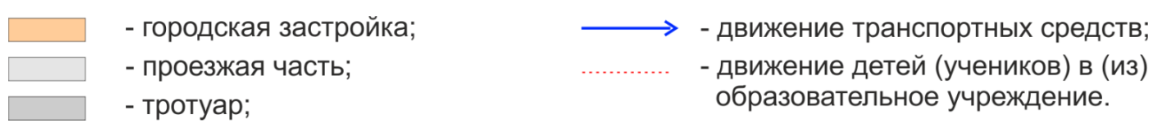 - городская застройка;
- проезжая часть;
- тротуар;
- движение транспортных средств;
- движение детей (учеников) в (из)
образовательное учреждение.